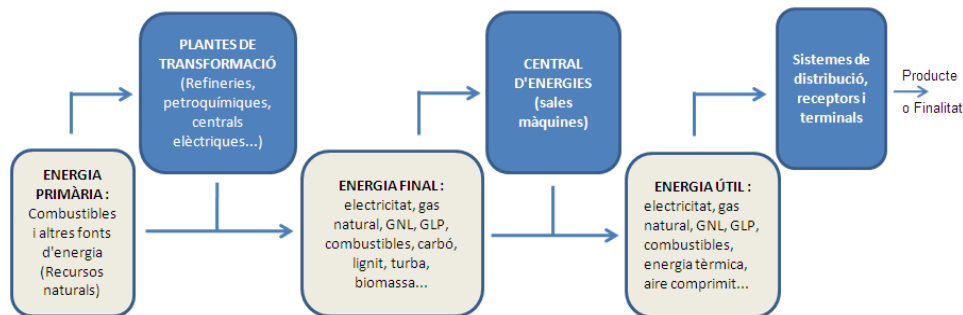 PLANTES DE
TRANSFORMACIÓ
(Refineries,
petroquímiques,
centrals
elèctriques...)
CENTRAL
D'ENERGIES
(sales
màquines)
Sistemes de
distribució,
receptors i
terminals
Producte
o Finalitat
ENERGIA
PRIMÀRIA :
Combustibles
i altres fonts
d'energia
(Recursos
naturals)
ENERGIA FINAL :
electricitat, gas
natural, GNL, GLP,
combustibles, carbó,
lignit, turba,
biomassa...
ENERGIA ÚTIL :
electricitat, gas
natural, GNL, GLP,
combustibles,
energia tèrmica,
aire comprimit...